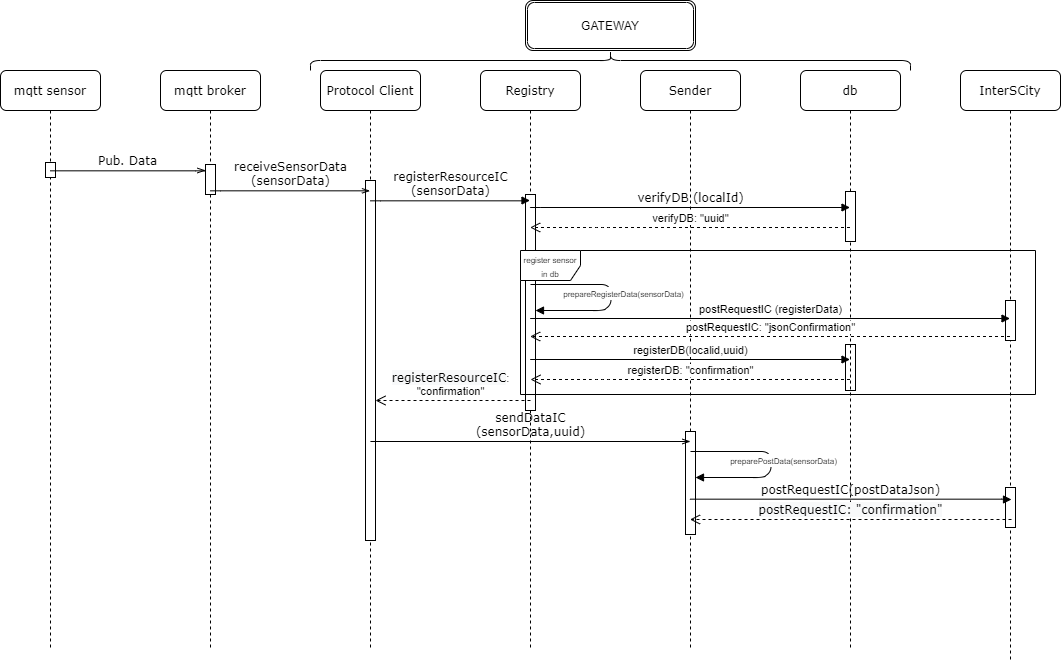 GATEWAY
mqtt sensor
mqtt broker
Protocol Client
Registry
Sender
db
InterSCity
Pub. Data
receiveSensorData
(sensorData)
registerResourceIC
(sensorData)
verifyDB (localId)
verifyDB: "uuid"
register sensor
in db
prepareRegisterData(sensorData)
postRequestIC (registerData)
postRequestIC: "jsonConfirmation"
registerDB(localid,uuid)
registerDB: "confirmation"
registerResourceIC:
"confirmation"
sendDataIC
(sensorData,uuid)
preparePostData(sensorData)
postRequestIC(postDataJson)
postRequestIC: "confirmation"